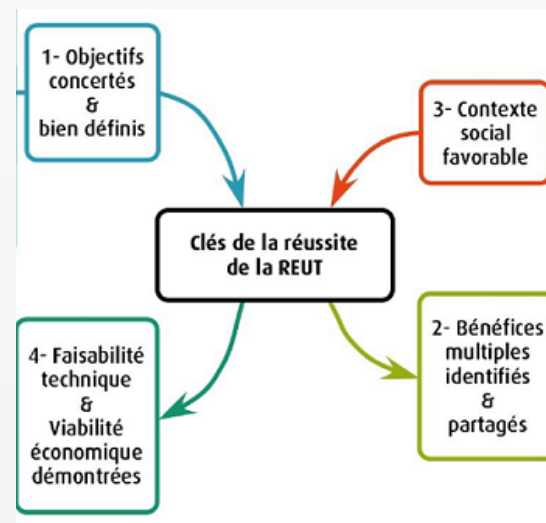 1- Objectifs
concertés
&
bien définis
3- Contexte
social
favorable
Clés de la réussite
de la REUT
2- Bénéfices
multiples
identifiés
&
partagés
4- Faisabilité
technique
&
Viabilité
économique
démontrées